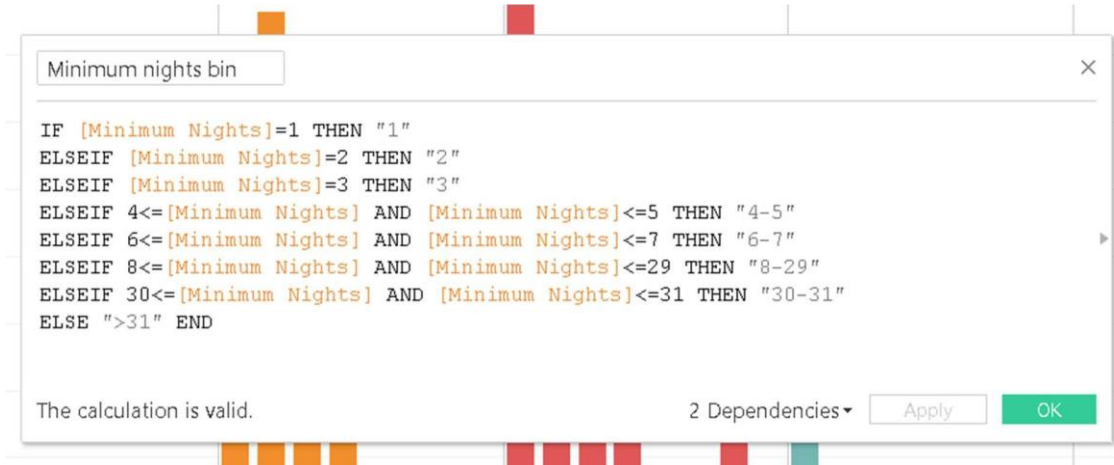 Minimum nights bin
IF [Minimum Nights]=1 THEN "1"
ELSEIF [Minimum Nights]=2 THEN "2"
ELSEIF [Minimum Nights]=3 THEN "3"
ELSEIF 4<=[Minimum Nights] AND [Minimum Nights]<=5 THEN "4-5"
ELSEIF 6<=[Minimum Nights] AND [Minimum Nights]<=7 THEN "6-7"
ELSEIF 8<=[Minimum Nights] AND [Minimum Nights]<=29 THEN "8-29"
ELSEIF 30<=[Minimum Nights] AND [Minimum Nights]<=31 THEN "30-31"
ELSE ">31" END
The calculation is valid. 2 Dependencies Apply OK